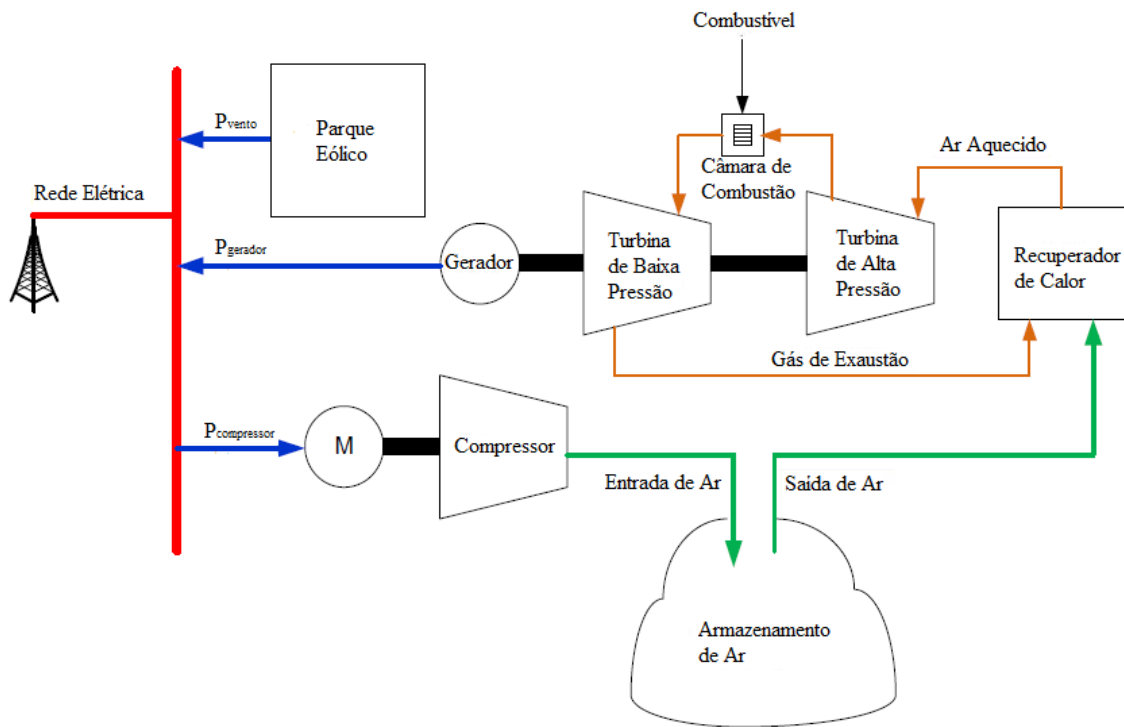 Combustível
Pvento
Parque
Eólico
Câmara de
Combustão
Ar Aquecido
Rede Elétrica
Pgerador
Gerador
Turbina
de Baixa
Pressão
Turbina
de Alta
Pressão
Recuperador
de Calor
Gás de Exaustão
Pcompressor
M
Compressor
Entrada de Ar
Saída de Ar
Armazenamento
de Ar